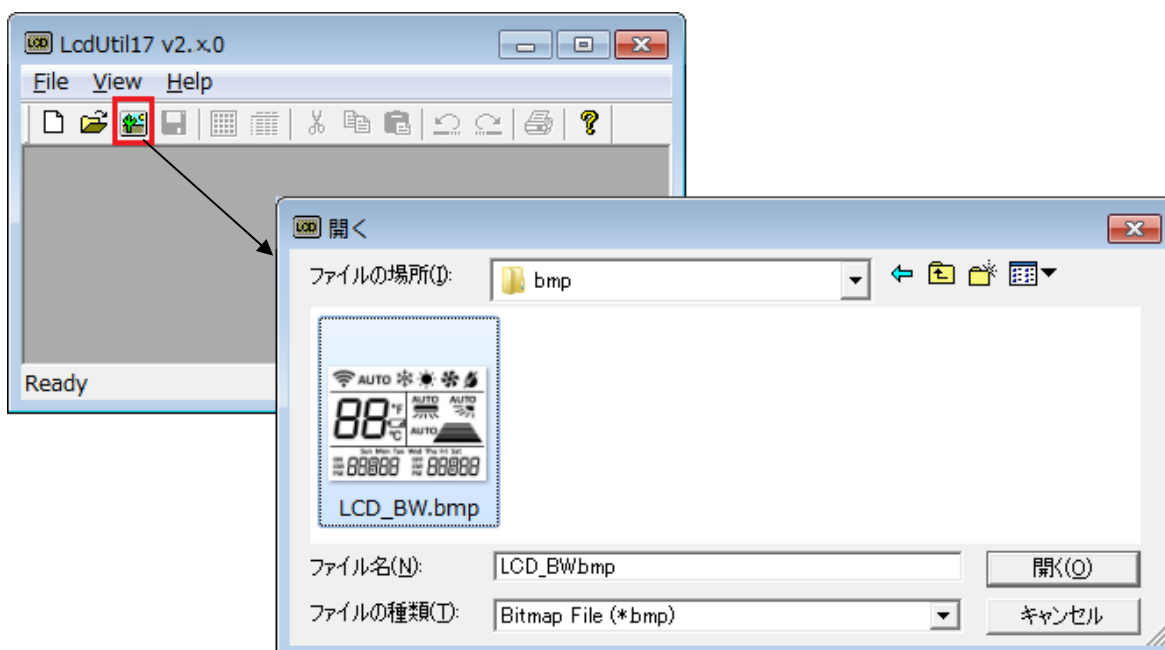 LcdUtil17 v2.x.0
File View Help
Ready
開く
ファイルの場所(I):
bmp
AUTO
88 °F °C
AUTO AUTO
AUTO
Sun Mon Tue Wed Thu Fri Sat
88888 88888
LCD_BW.bmp
ファイル名(N):
LCD_BW.bmp
開く(O)
ファイルの種類(T):
Bitmap File (*.bmp)
キャンセル